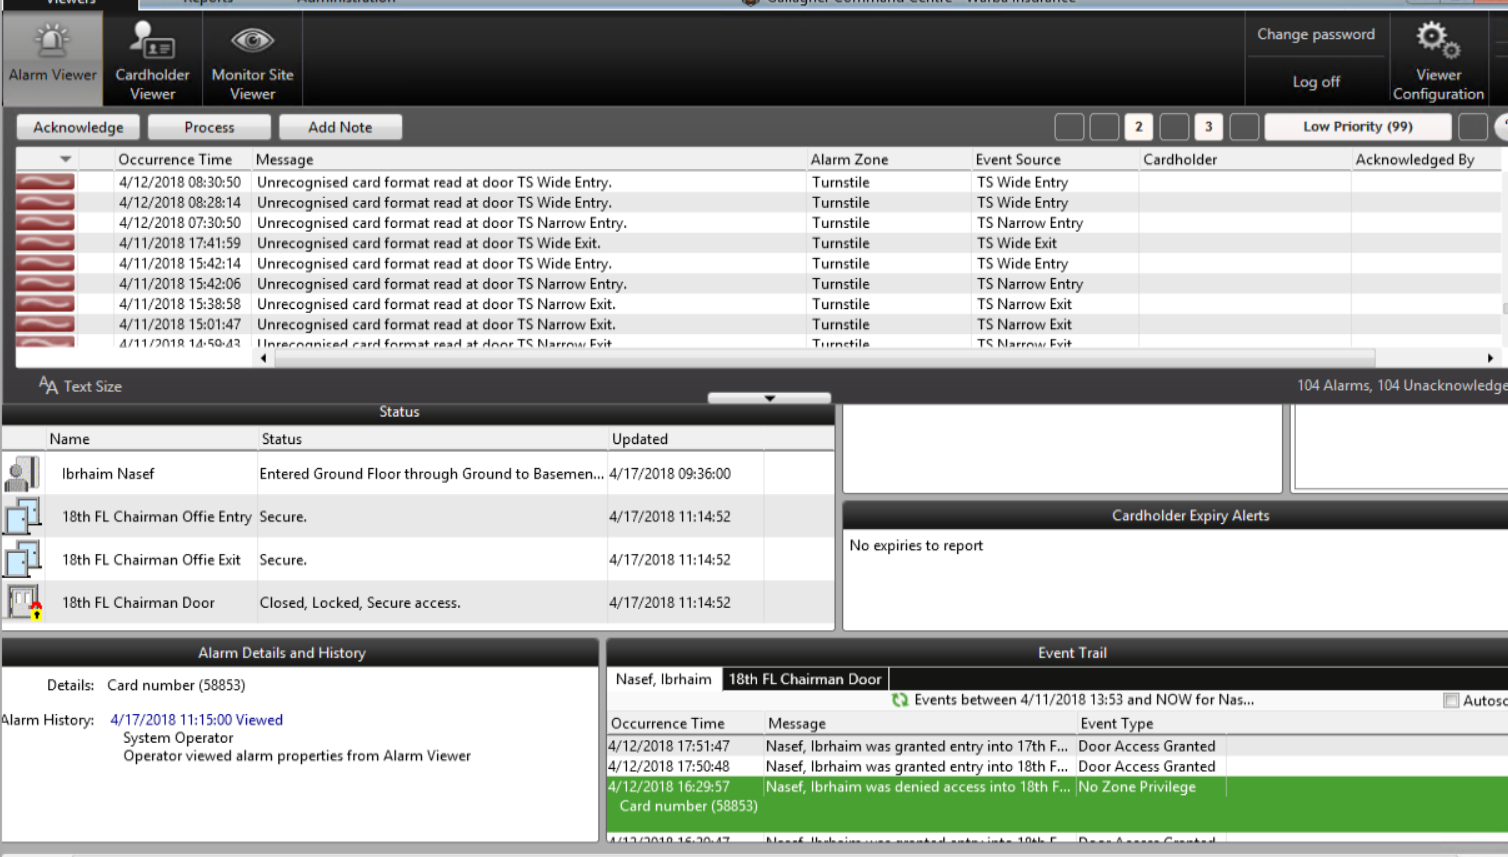 Viewers Reports Administration Gallagher Command Centre - Warba Insurance
Change password
Alarm Viewer Cardholder Viewer Monitor Site Viewer Log off Viewer Configuration
Acknowledge Process Add Note 2 3 Low Priority (99)
Occurrence Time Message Alarm Zone Event Source Cardholder Acknowledged By
4/12/2018 08:30:50 Unrecognised card format read at door TS Wide Entry. Turnstile TS Wide Entry
4/12/2018 08:28:14 Unrecognised card format read at door TS Wide Entry. Turnstile TS Wide Entry
4/12/2018 07:30:50 Unrecognised card format read at door TS Narrow Entry. Turnstile TS Narrow Entry
4/11/2018 17:41:59 Unrecognised card format read at door TS Wide Exit. Turnstile TS Wide Exit
4/11/2018 15:42:14 Unrecognised card format read at door TS Wide Entry. Turnstile TS Wide Entry
4/11/2018 15:42:06 Unrecognised card format read at door TS Narrow Entry. Turnstile TS Narrow Entry
4/11/2018 15:38:58 Unrecognised card format read at door TS Narrow Exit. Turnstile TS Narrow Exit
4/11/2018 15:01:47 Unrecognised card format read at door TS Narrow Exit. Turnstile TS Narrow Exit
4/11/2018 14:59:43 Unrecognised card format read at door TS Narrow Exit. Turnstile TS Narrow Exit
AA Text Size 104 Alarms, 104 Unacknowledge
Status
Name Status Updated
Ibrhaim Nasef Entered Ground Floor through Ground to Basemen... 4/17/2018 09:36:00
18th FL Chairman Offie Entry Secure. 4/17/2018 11:14:52
18th FL Chairman Offie Exit Secure. 4/17/2018 11:14:52
18th FL Chairman Door Closed, Locked, Secure access. 4/17/2018 11:14:52
Cardholder Expiry Alerts
No expiries to report
Alarm Details and History
Details: Card number (58853)
Alarm History: 4/17/2018 11:15:00 Viewed
System Operator
Operator viewed alarm properties from Alarm Viewer
Event Trail
Nasef, Ibrhaim 18th FL Chairman Door
Events between 4/11/2018 13:53 and NOW for Nas... Autosc
Occurrence Time Message Event Type
4/12/2018 17:51:47 Nasef, Ibrhaim was granted entry into 17th F... Door Access Granted
4/12/2018 17:50:48 Nasef, Ibrhaim was granted entry into 18th F... Door Access Granted
4/12/2018 16:29:57 Nasef, Ibrhaim was denied access into 18th F... No Zone Privilege
Card number (58853)
Nasef, Ibrhaim was granted entry into 18th F... Door Access Granted